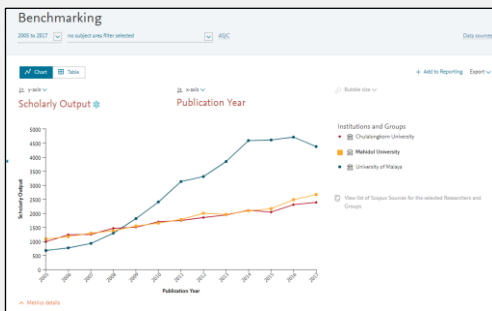 Benchmarking
2005 to 2017 no subject area filter selected ASJC Data sources
Chart Table + Add to Reporting Export
y-axis x-axis Bubble size
Scholarly Output Publication Year
Institutions and Groups
Chulalongkorn University
Mahidol University
University of Malaya
View list of Scopus Sources for the selected Researchers and
Groups
Scholarly Output
5000
4500
4000
3500
3000
2500
2000
1500
1000
500
0
2005 2006 2007 2008 2009 2010 2011 2012 2013 2014 2015 2016 2017
Publication Year
Metrics details